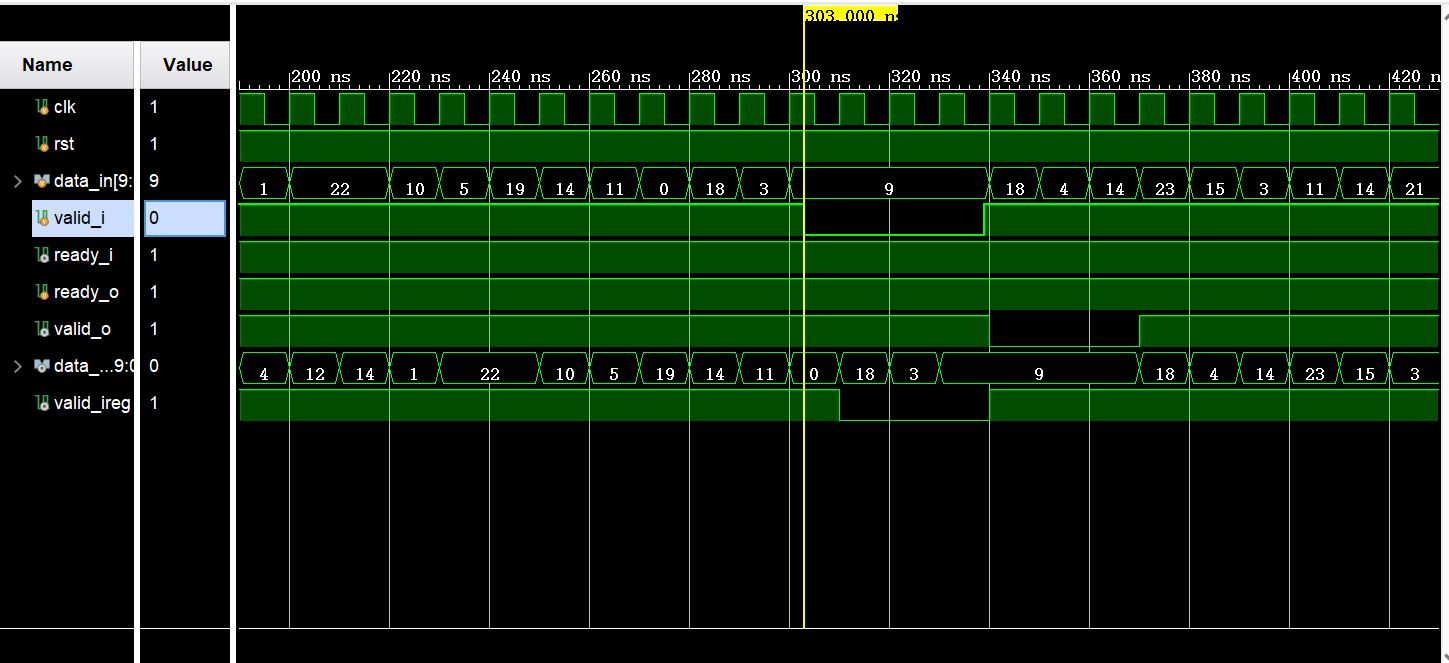 303.000 n
Name Value
200 ns 220 ns 240 ns 260 ns 280 ns 300 ns 320 ns 340 ns 360 ns 380 ns 400 ns 420 n
clk 1
rst 1
data_in[9: 9 1 22 10 5 19 14 11 0 18 3 9 18 4 14 23 15 3 11 14 21
valid_i 0
ready_i 1
ready_o 1
valid_o 1
data_...9:0 0 4 12 14 1 22 10 5 19 14 11 0 18 3 9 18 4 14 23 15 3
valid_ireg 1